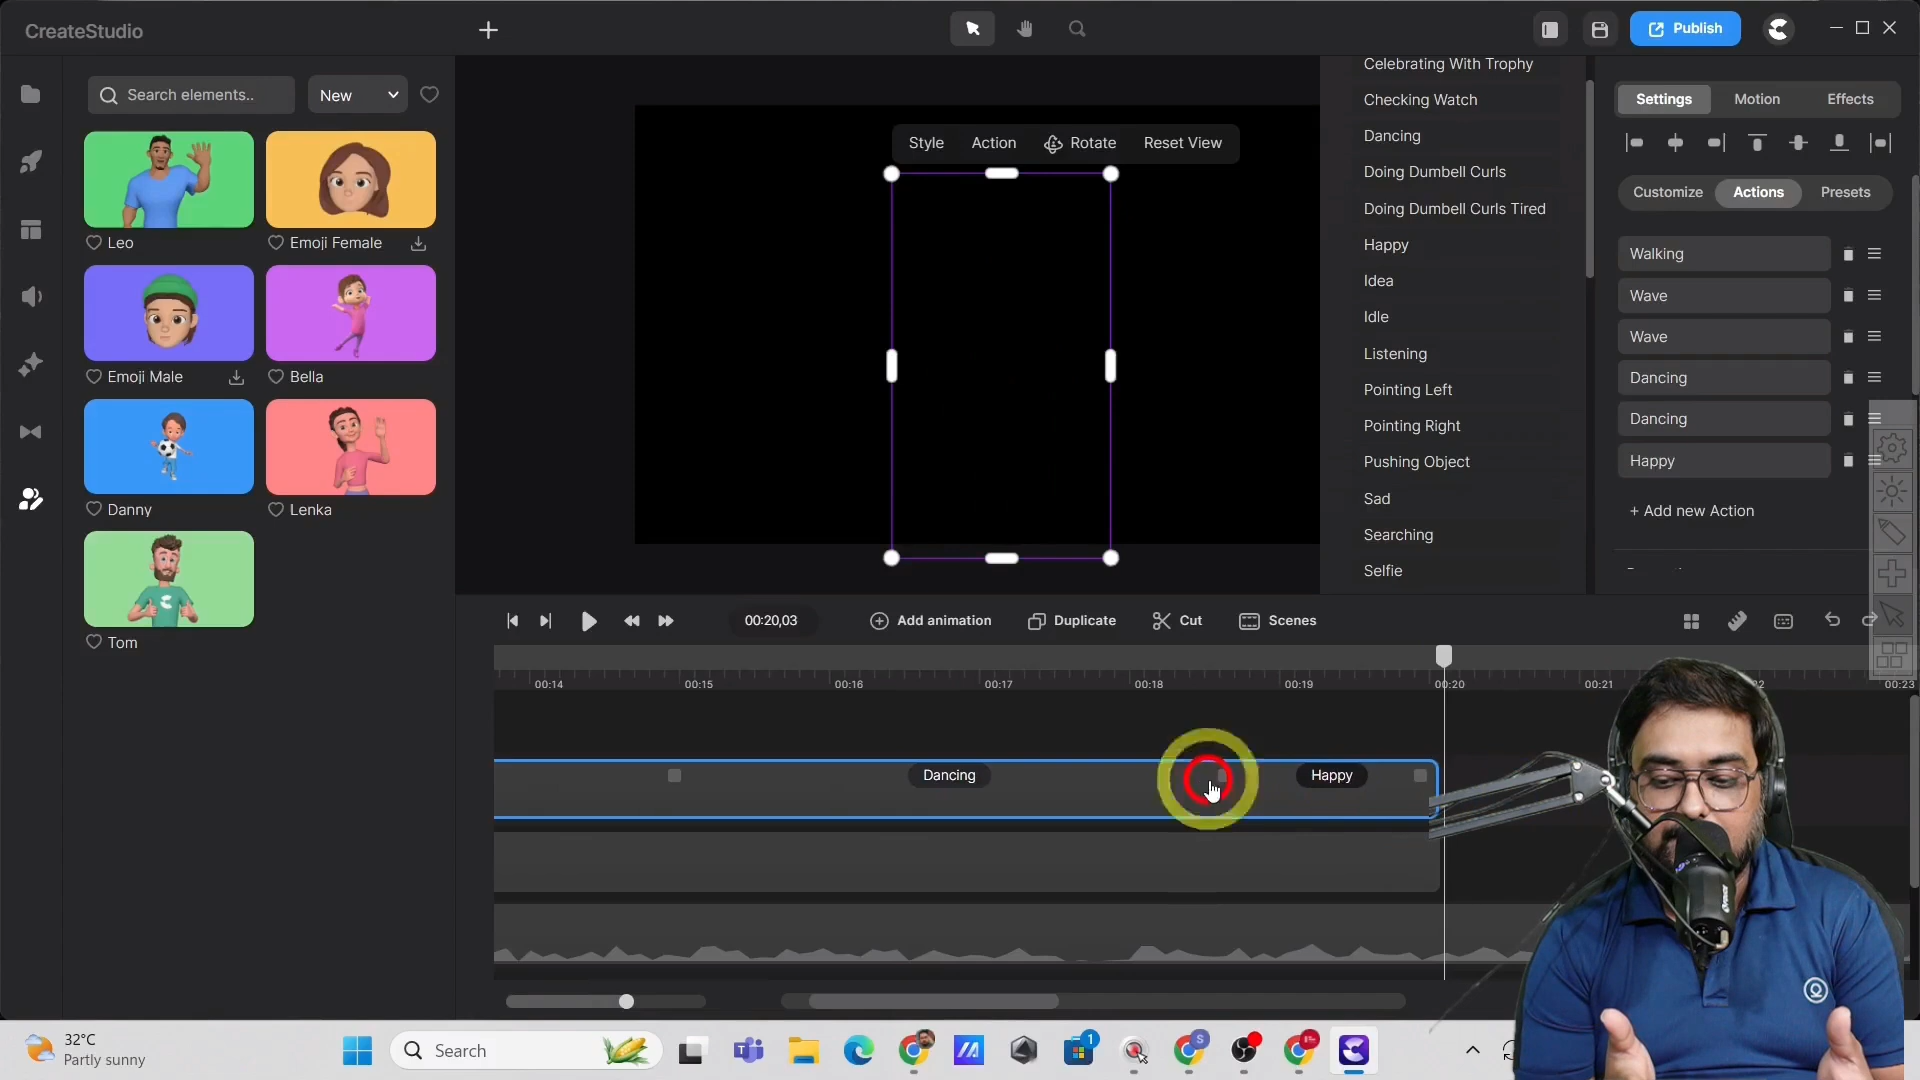 CreateStudio
Publish
Search elements..
New
Leo
Emoji Female
Emoji Male
Bella
Danny
Lenka
Tom
Style
Action
Rotate
Reset View
Celebrating With Trophy
Checking Watch
Dancing
Doing Dumbell Curls
Doing Dumbell Curls Tired
Happy
Idea
Idle
Listening
Pointing Left
Pointing Right
Pushing Object
Sad
Searching
Selfie
Settings
Motion
Effects
Customize
Actions
Presets
Walking
Wave
Wave
Dancing
Dancing
Happy
+ Add new Action
00:20,03
Add animation
Duplicate
Cut
Scenes
00:14
00:15
00:16
00:17
00:18
00:19
00:20
00:21
00:23
Dancing
Happy
32°C
Partly sunny
Search
1